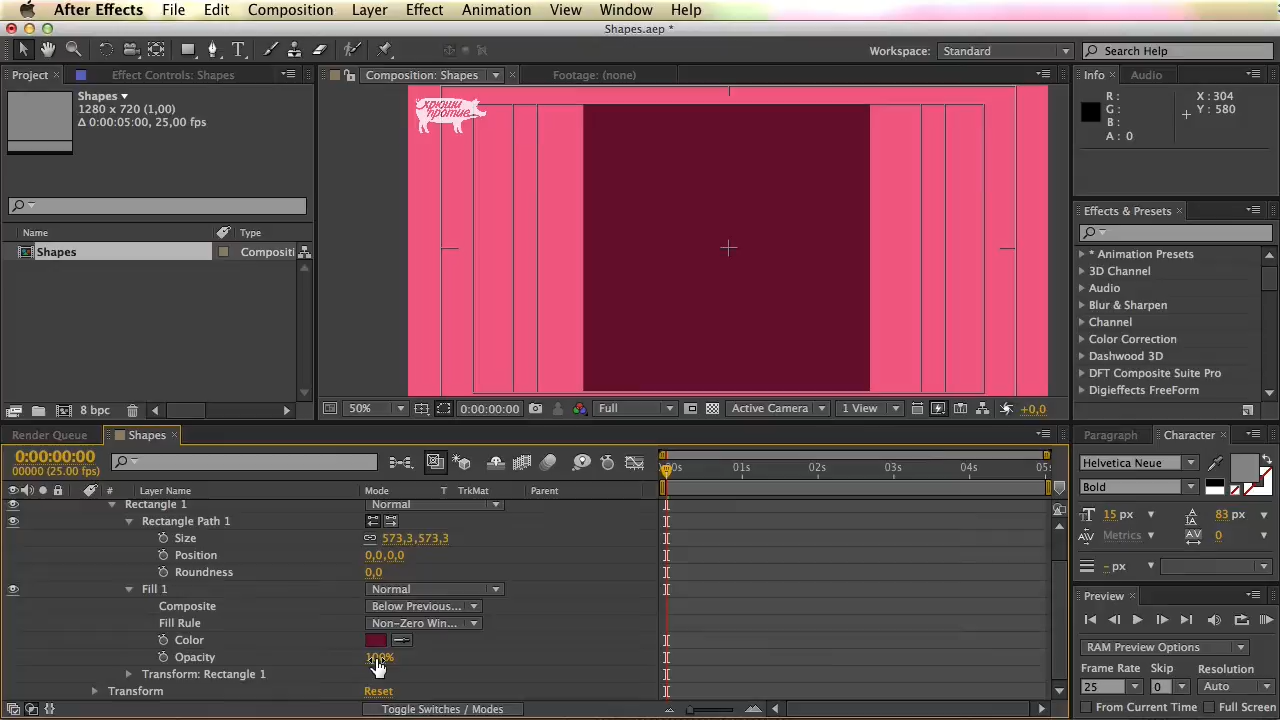 After Effects File Edit Composition Layer Effect Animation View Window Help
Shapes.aep *
Workspace: Standard Search Help
Project Effect Controls: Shapes Composition: Shapes Footage: (none) Info Audio
Shapes
1280 x 720 (1,00)
Δ 0:00:05:00, 25,00 fps
хрюши против
R : X : 304
G : Y : 580
B :
A : 0
Effects & Presets
Name Type
Shapes Compositi
* Animation Presets
3D Channel
Audio
Blur & Sharpen
Channel
Color Correction
Dashwood 3D
DFT Composite Suite Pro
Digieffects FreeForm
8 bpc 50% 0:00:00:00 Full Active Camera 1 View +0,0
Render Queue Shapes Paragraph Character
0:00:00:00
00000 (25.00 fps)
Helvetica Neue
Bold
:00s 01s 02s 03s 04s 05s
# Layer Name Mode T TrkMat Parent
Rectangle 1 Normal
Rectangle Path 1
Size 573,3,573,3
Position 0,0,0,0
Roundness 0,0
Fill 1 Normal
Composite Below Previous...
Fill Rule Non-Zero Win...
Color
Opacity 100%
Transform: Rectangle 1
Transform Reset
Toggle Switches / Modes
15 px 83 px
Metrics 0
- px
Preview
RAM Preview Options
Frame Rate Skip Resolution
25 0 Auto
From Current Time Full Screen